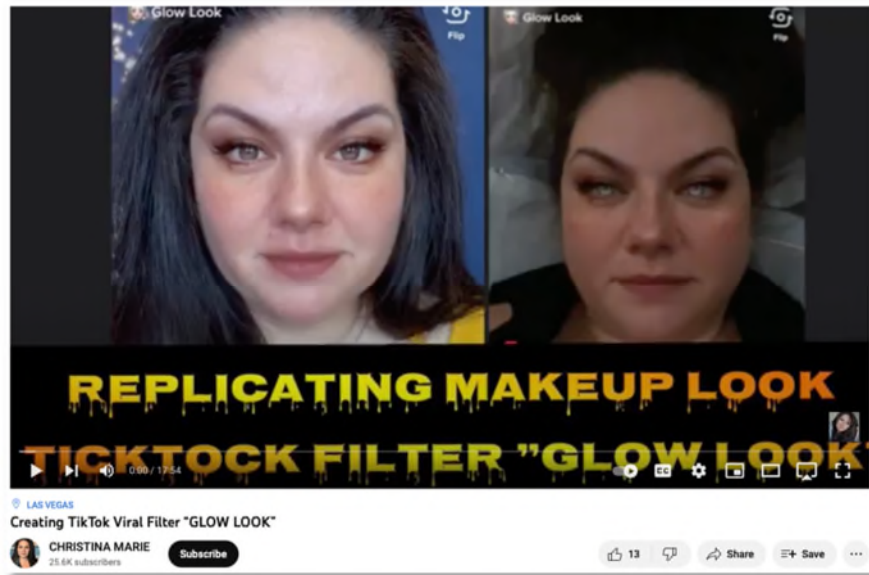 Glow Look
Flip
Glow Look
Flip
REPLICATING MAKEUP LOOK
TICKTOCK FILTER "GLOW LOOK"
0:00 / 17:54
CC
LAS VEGAS
Creating TikTok Viral Filter "GLOW LOOK"
CHRISTINA MARIE
25.6K subscribers
Subscribe
13
Share
Save